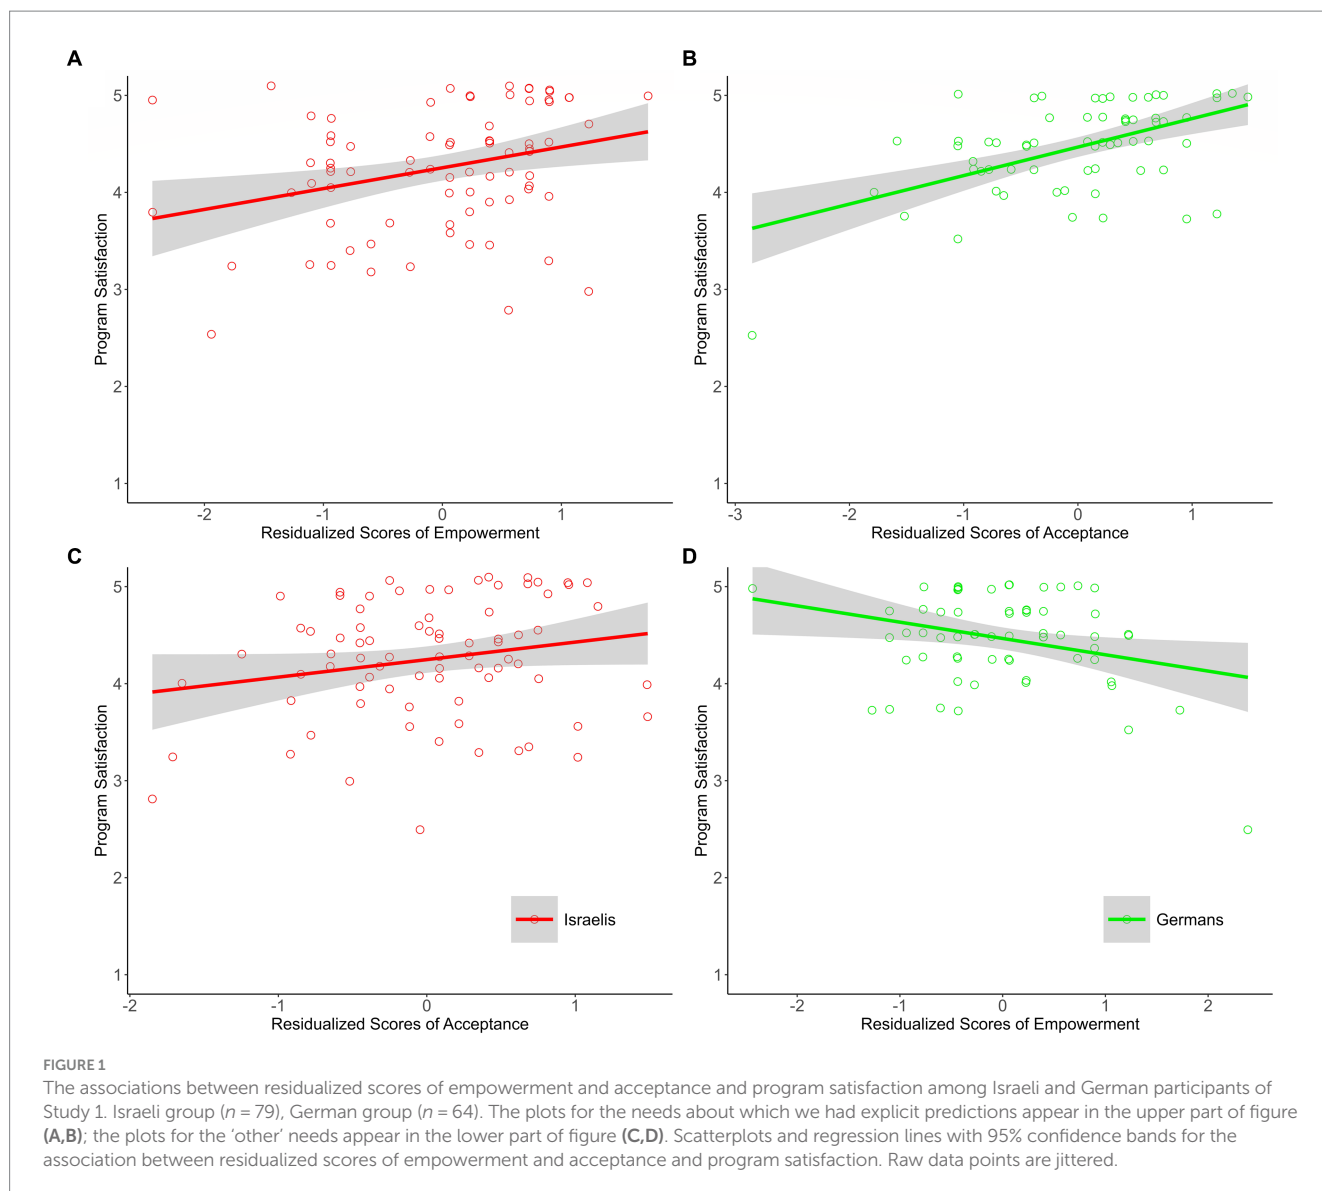 A
5
4
3
2
1
Program Satisfaction
-2
-1
0
1
Residualized Scores of Empowerment
B
5
4
3
2
1
Program Satisfaction
-3
-2
-1
0
1
Residualized Scores of Acceptance
C
5
4
3
2
1
Program Satisfaction
Israelis
-2
-1
0
1
Residualized Scores of Acceptance
D
5
4
3
2
1
Program Satisfaction
Germans
-2
-1
0
1
2
Residualized Scores of Empowerment
FIGURE 1
The associations between residualized scores of empowerment and acceptance and program satisfaction among Israeli and German participants of
Study 1. Israeli group (n = 79), German group (n = 64). The plots for the needs about which we had explicit predictions appear in the upper part of figure
(A,B); the plots for the ‘other’ needs appear in the lower part of figure (C,D). Scatterplots and regression lines with 95% confidence bands for the
association between residualized scores of empowerment and acceptance and program satisfaction. Raw data points are jittered.